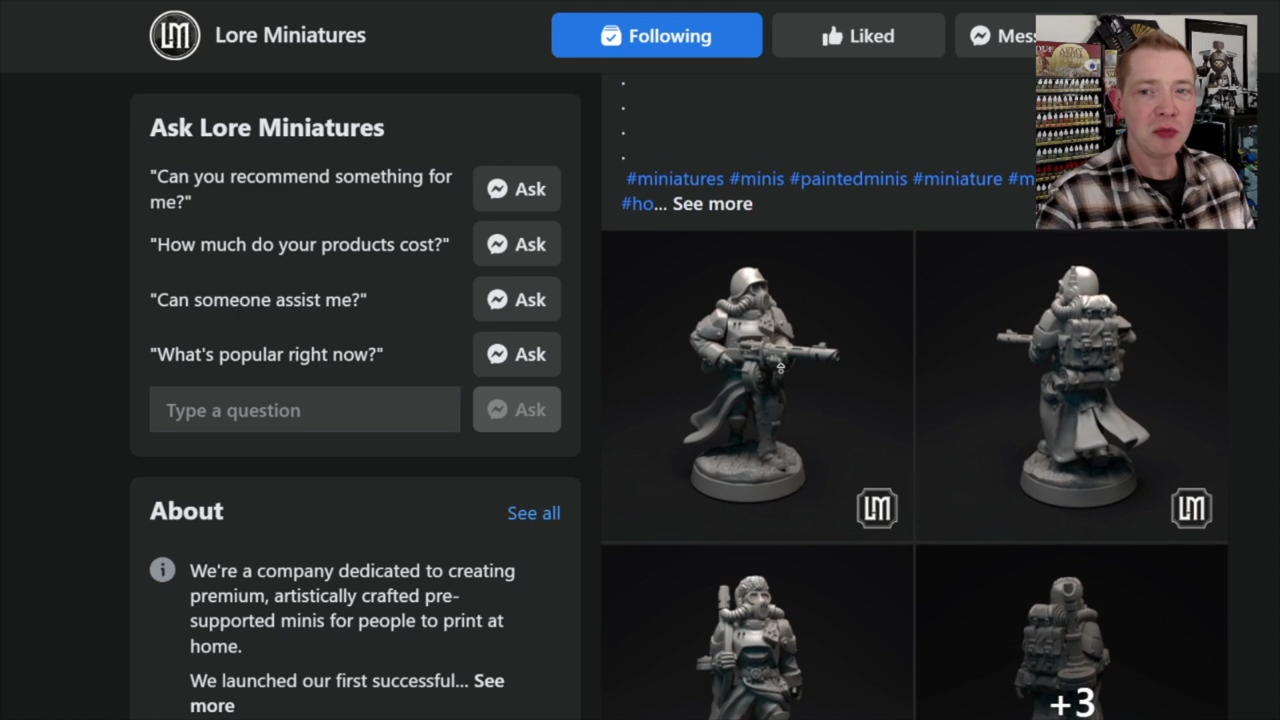 LM
Lore Miniatures
Following
Liked
Mess
Ask Lore Miniatures
"Can you recommend something for
me?"
Ask
"How much do your products cost?"
Ask
"Can someone assist me?"
Ask
"What's popular right now?"
Ask
Type a question
Ask
About
See all
We're a company dedicated to creating
premium, artistically crafted pre-
supported minis for people to print at
home.
We launched our first successful... See
more
.
.
.
.
#miniatures #minis #paintedminis #miniature #m
#ho... See more
LM
LM
+3